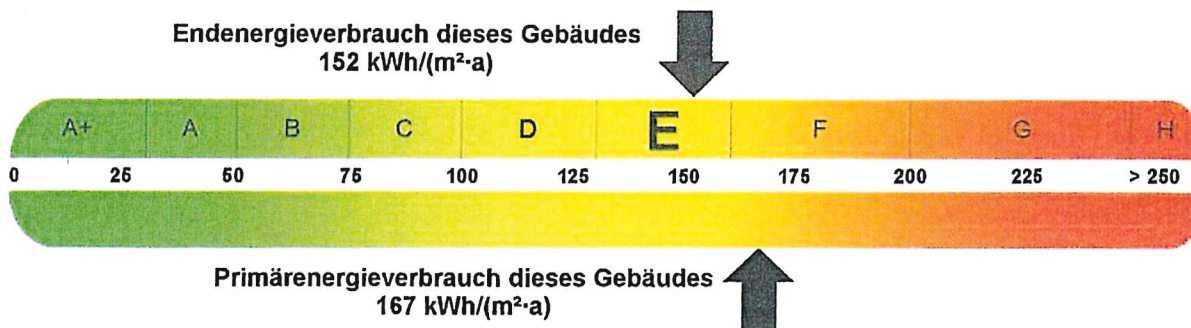 Endenergieverbrauch dieses Gebäudes
152 kWh/(m²·a)
A+ A B C D E F G H
0 25 50 75 100 125 150 175 200 225 > 250
Primärenergieverbrauch dieses Gebäudes
167 kWh/(m²·a)